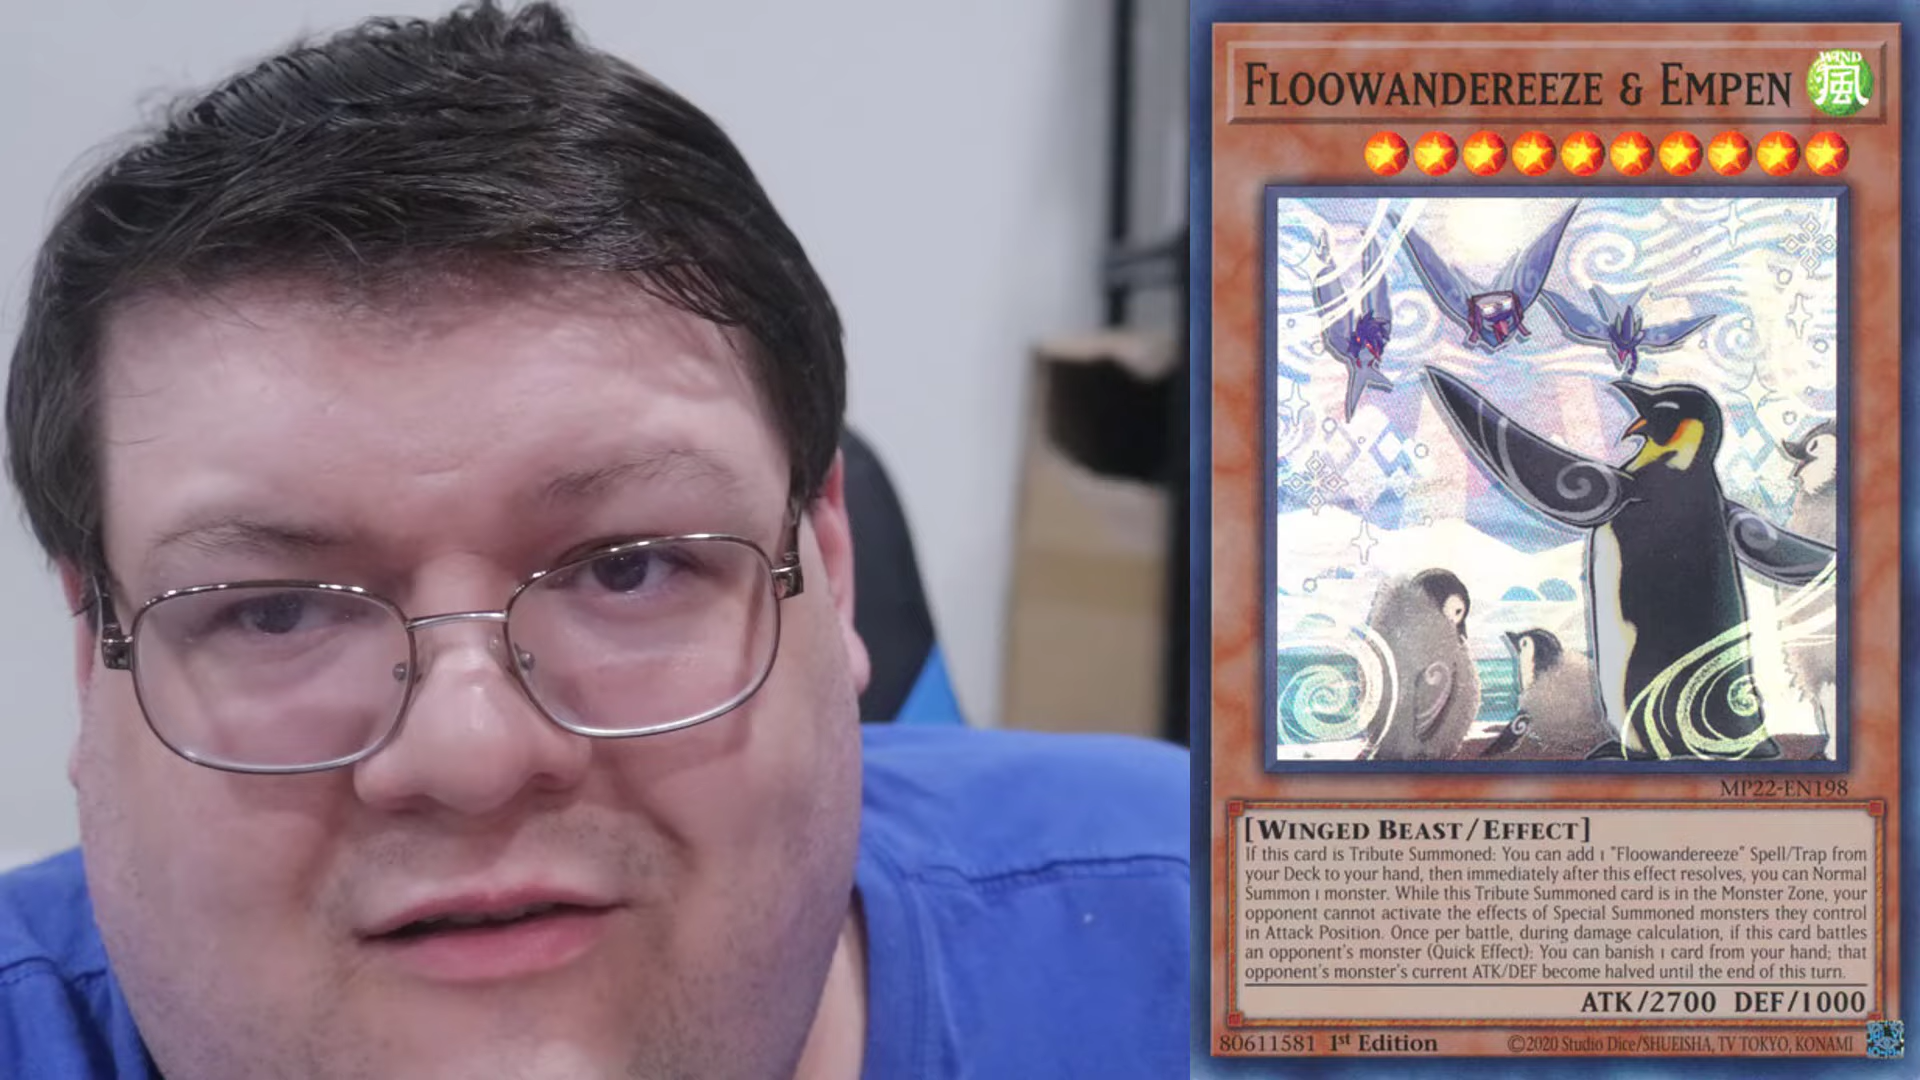 FLOOWANDEREEZE & EMPEN
WIND
風
MP22-EN198
[WINGED BEAST/EFFECT]
If this card is Tribute Summoned: You can add 1 "Floowandereeze" Spell/Trap from
your Deck to your hand, then immediately after this effect resolves, you can Normal
Summon 1 monster. While this Tribute Summoned card is in the Monster Zone, your
opponent cannot activate the effects of Special Summoned monsters they control
in Attack Position. Once per battle, during damage calculation, if this card battles
an opponent's monster (Quick Effect): You can banish 1 card from your hand; that
opponent's monster's current ATK/DEF become halved until the end of this turn.
ATK/2700 DEF/1000
80611581 1st Edition ©2020 Studio Dice/SHUEISHA, TV TOKYO, KONAMI